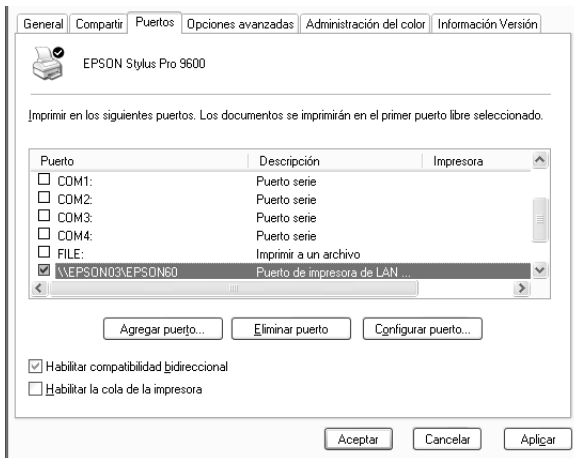 General Compartir Puertos Opciones avanzadas Administración del color Información Versión
EPSON Stylus Pro 9600
Imprimir en los siguientes puertos. Los documentos se imprimirán en el primer puerto libre seleccionado.
Puerto Descripción Impresora
COM1: Puerto serie
COM2: Puerto serie
COM3: Puerto serie
COM4: Puerto serie
FILE: Imprimir a un archivo
\\EPSON03\EPSON60 Puerto de impresora de LAN ...
Agregar puerto... Eliminar puerto Configurar puerto...
Habilitar compatibilidad bidireccional
Habilitar la cola de la impresora
Aceptar Cancelar Aplicar